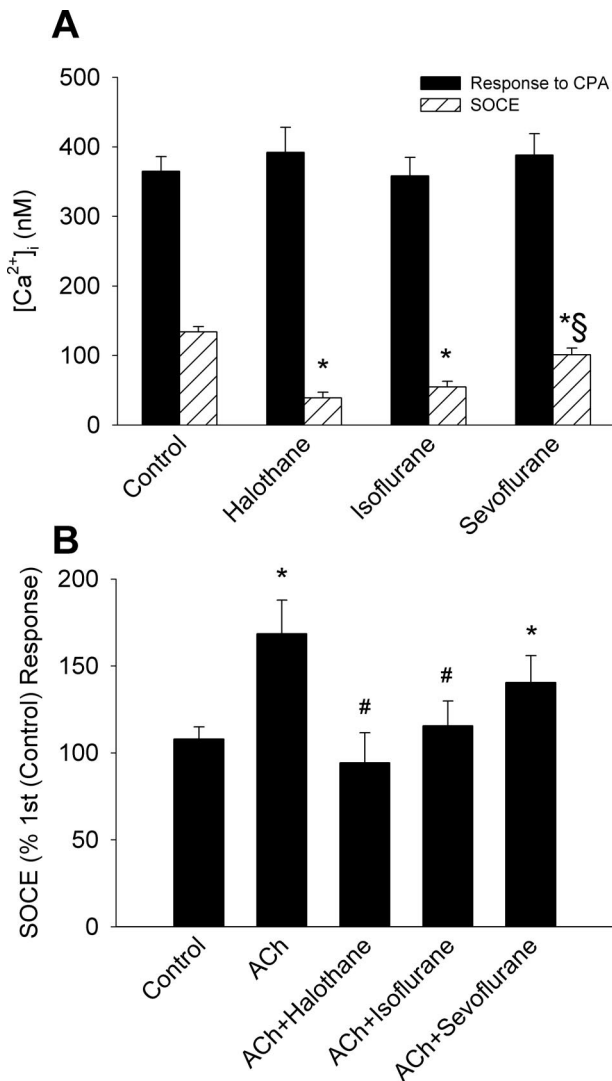 A
500
400
300
200
100
0
[Ca²⁺]ᵢ (nM)
Response to CPA
SOCE
*
*
*§
Control
Halothane
Isoflurane
Sevoflurane
B
200
150
100
50
0
SOCE (% 1st (Control) Response)
*
#
#
*
Control
ACh
ACh+Halothane
ACh+Isoflurane
ACh+Sevoflurane